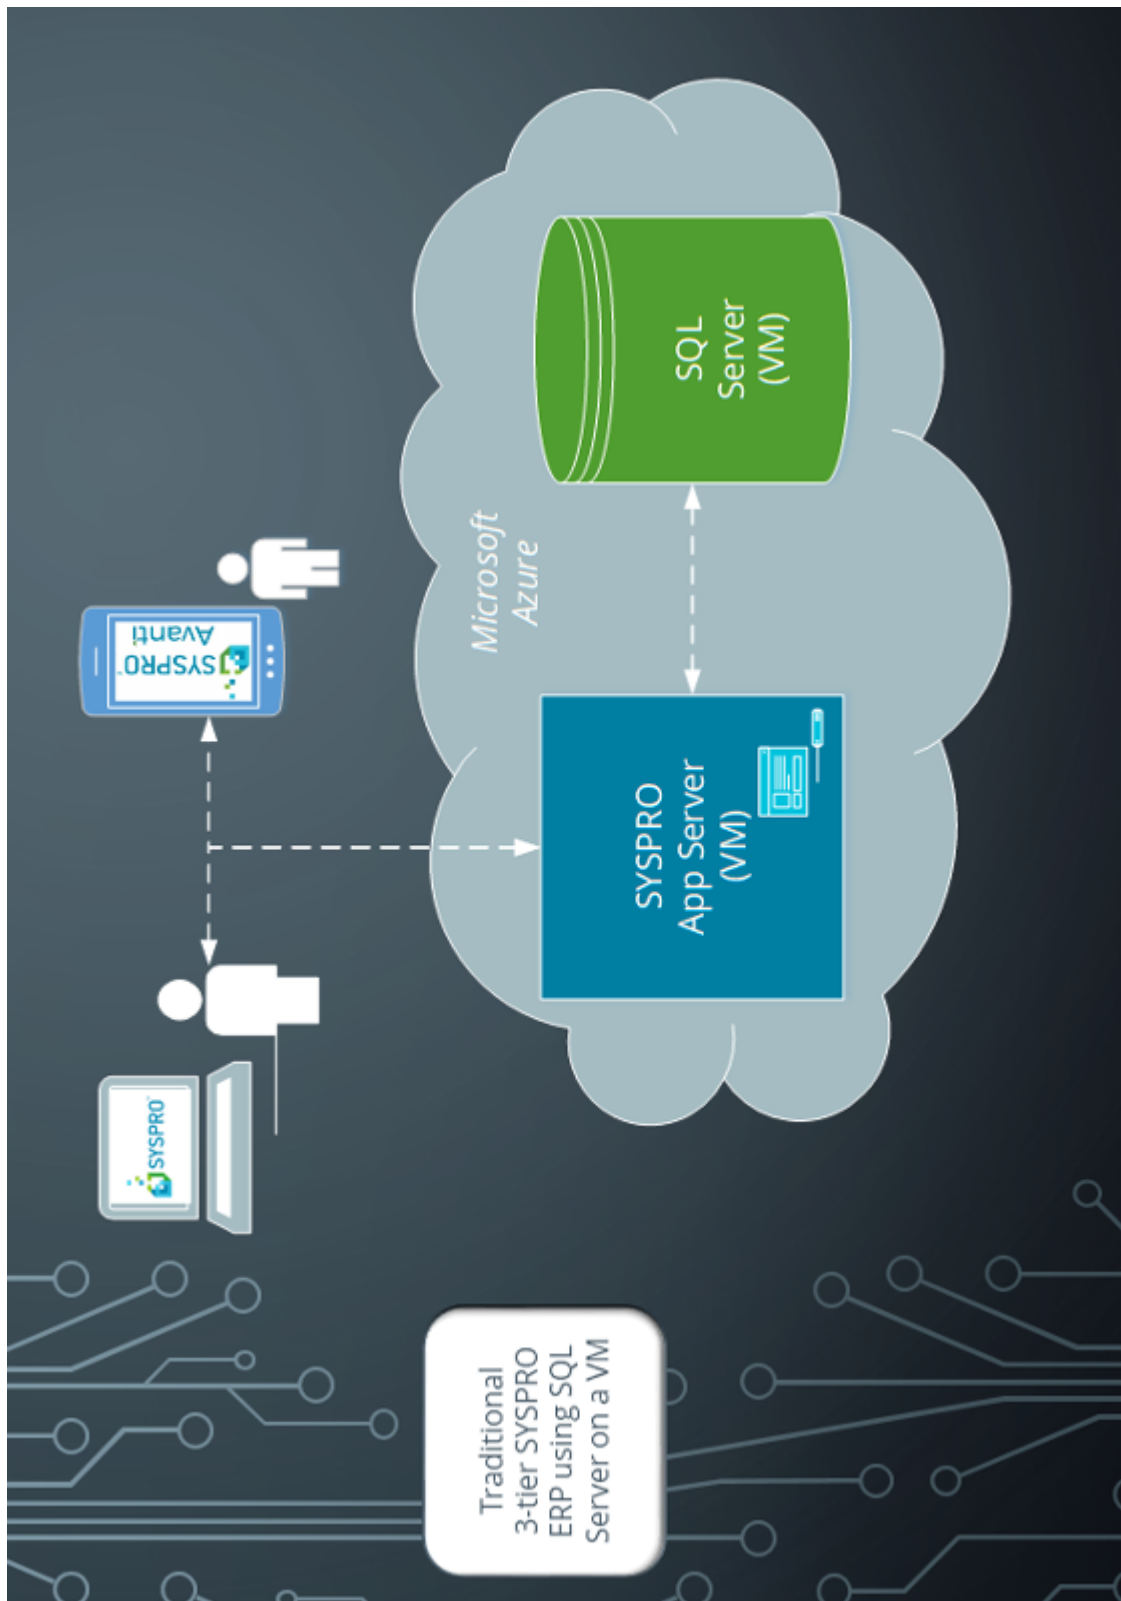 Traditional
3-tier SYSPRO
ERP using SQL
Server on a VM
SYSPRO
SYSPRO™
Avanti
Microsoft
Azure
SYSPRO
App Server
(VM)
SQL
Server
(VM)